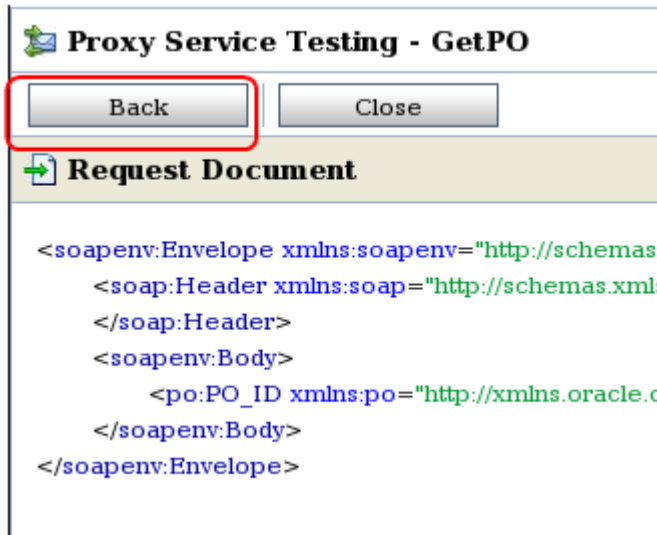 Proxy Service Testing - GetPO
Back Close
Request Document
<soapenv:Envelope xmlns:soapenv="http://schemas
<soap:Header xmlns:soap="http://schemas.xml
</soap:Header>
<soapenv:Body>
<po:PO_ID xmlns:po="http://xmlns.oracle.
</soapenv:Body>
</soapenv:Envelope>